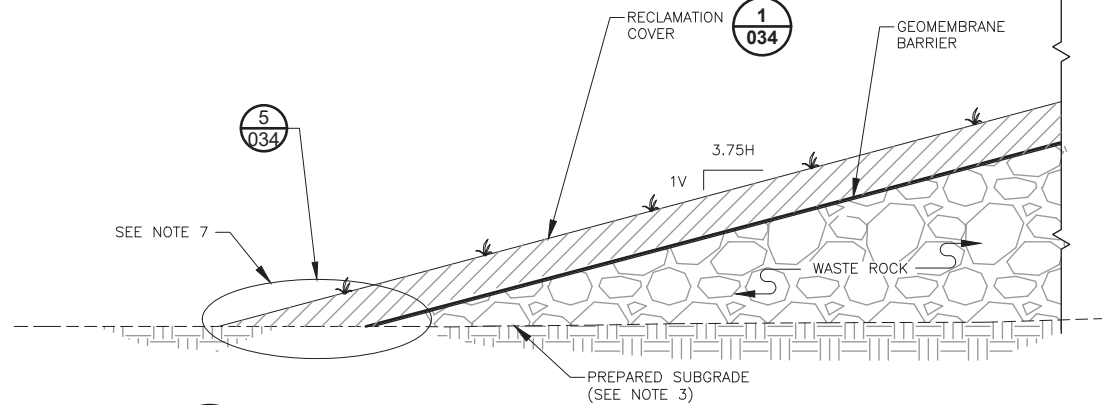 RECLAMATION
COVER
1
034
GEOMEMBRANE
BARRIER
5
034
3.75H
1V
SEE NOTE 7
WASTE ROCK
PREPARED SUBGRADE
(SEE NOTE 3)